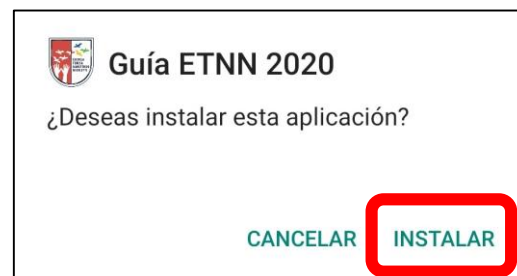 Guía ETNN 2020
¿Deseas instalar esta aplicación?
CANCELAR INSTALAR